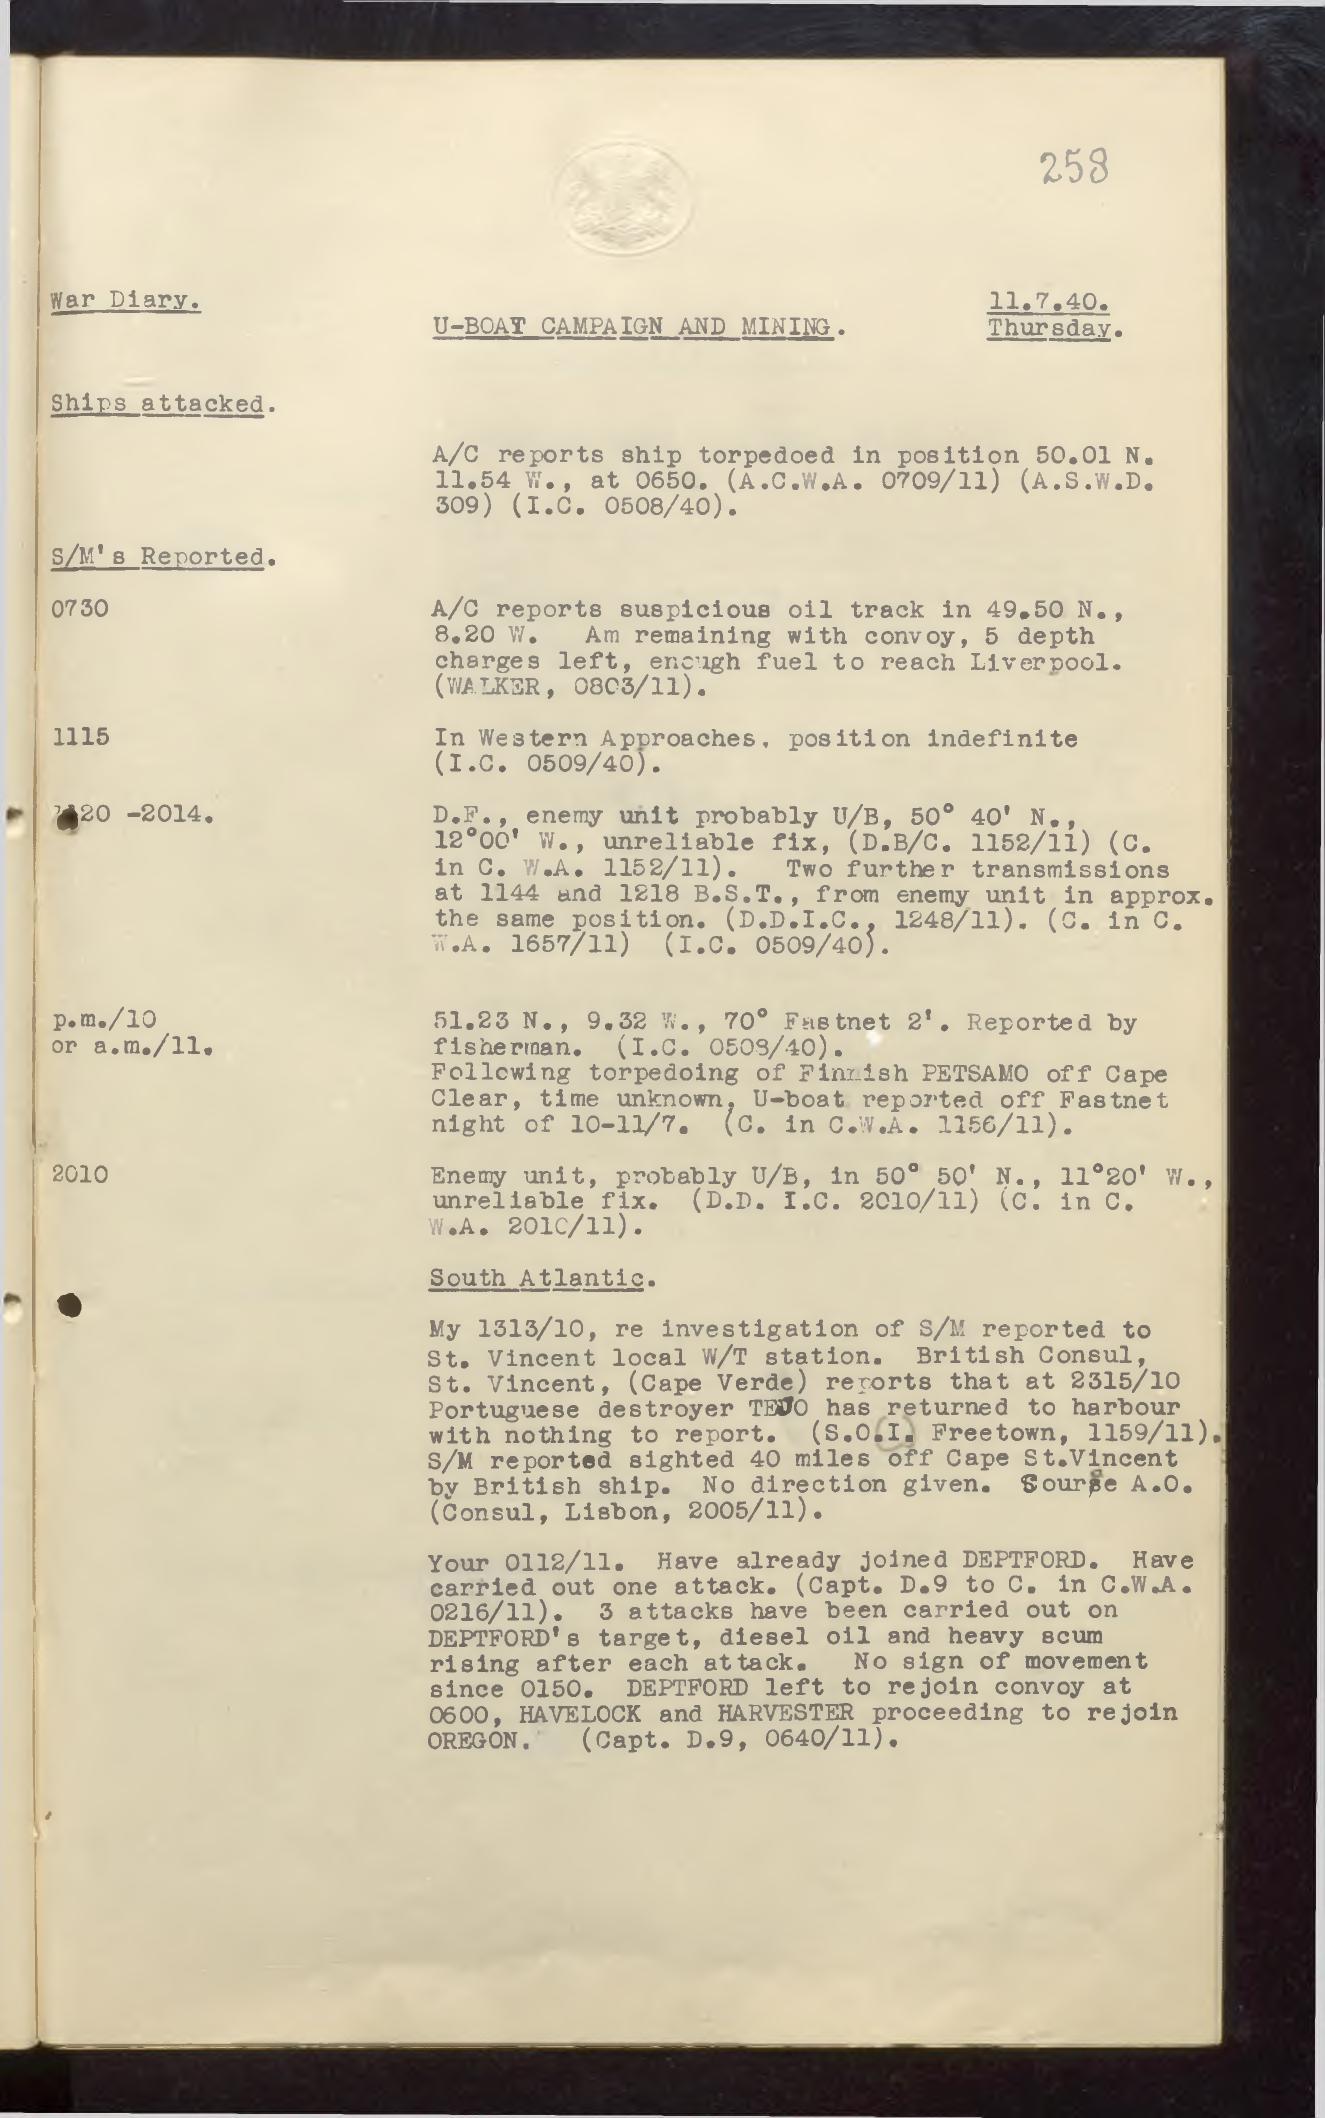 258
War Diary.
11.7.40.
U-BOAT CAMPAIGN AND MINING.
Thursday.
Ships attacked.
A/C reports ship torpedoed in position 50.01 N.
11.54 W., at 0650. (A.C.W.A. 0709/11) (A.S.W.D.
309) (I.C. 0508/40).
S/M's Reported.
0730
A/C reports suspicious oil track in 49.50 N.,
8.20 W. Am remaining with convoy, 5 depth
charges left, enough fuel to reach Liverpool.
(WALKER, 0803/11).
1115
In Western Approaches, position indefinite
(I.C. 0509/40).
20 -2014.
D.F., enemy unit probably U/B, 50° 40' N.,
12°00' W., unreliable fix, (D.B/C. 1152/11) (C.
in C. W.A. 1152/11). Two further transmissions
at 1144 and 1218 B.S.T., from enemy unit in approx.
the same position. (D.D.I.C., 1248/11). (C. in C.
W.A. 1657/11) (I.C. 0509/40).
p.m./10
or a.m./11.
51.23 N., 9.32 W., 70° Fastnet 2'. Reported by
fisherman. (I.C. 0508/40).
Following torpedoing of Finnish PETSAMO off Cape
Clear, time unknown, U-boat reported off Fastnet
night of 10-11/7. (C. in C.W.A. 1156/11).
2010
Enemy unit, probably U/B, in 50° 50' N., 11°20' W.,
unreliable fix. (D.D. I.C. 2010/11) (C. in C.
W.A. 2010/11).
South Atlantic.
My 1313/10, re investigation of S/M reported to
St. Vincent local W/T station. British Consul,
St. Vincent, (Cape Verde) reports that at 2315/10
Portuguese destroyer TEJO has returned to harbour
with nothing to report. (S.O.I. Freetown, 1159/11).
S/M reported sighted 40 miles off Cape St.Vincent
by British ship. No direction given. Source A.O.
(Consul, Lisbon, 2005/11).
Your 0112/11. Have already joined DEPTFORD. Have
carried out one attack. (Capt. D.9 to C. in C.W.A.
0216/11). 3 attacks have been carried out on
DEPTFORD's target, diesel oil and heavy scum
rising after each attack. No sign of movement
since 0150. DEPTFORD left to rejoin convoy at
0600, HAVELOCK and HARVESTER proceeding to rejoin
OREGON. (Capt. D.9, 0640/11).